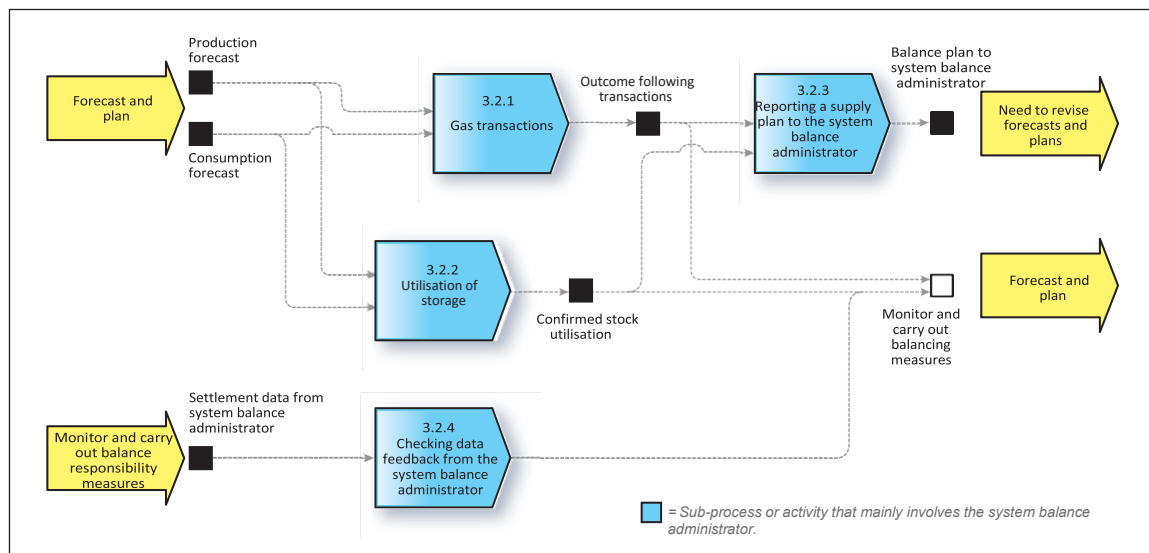 Production
forecast
Forecast and
plan
Consumption
forecast
3.2.1
Gas transactions
Outcome following
transactions
3.2.3
Reporting a supply
plan to the system
balance
administrator
Balance plan to
system balance
administrator
Need to revise
forecasts and
plans
3.2.2
Utilisation of
storage
Confirmed stock
utilisation
Monitor and
carry out
balancing
measures
Forecast and
plan
Settlement data from
system balance
administrator
Monitor and carry
out balance
responsibility
measures
3.2.4
Checking data
feedback from the
system balance
administrator
= Sub-process or activity that mainly involves the system balance
administrator.